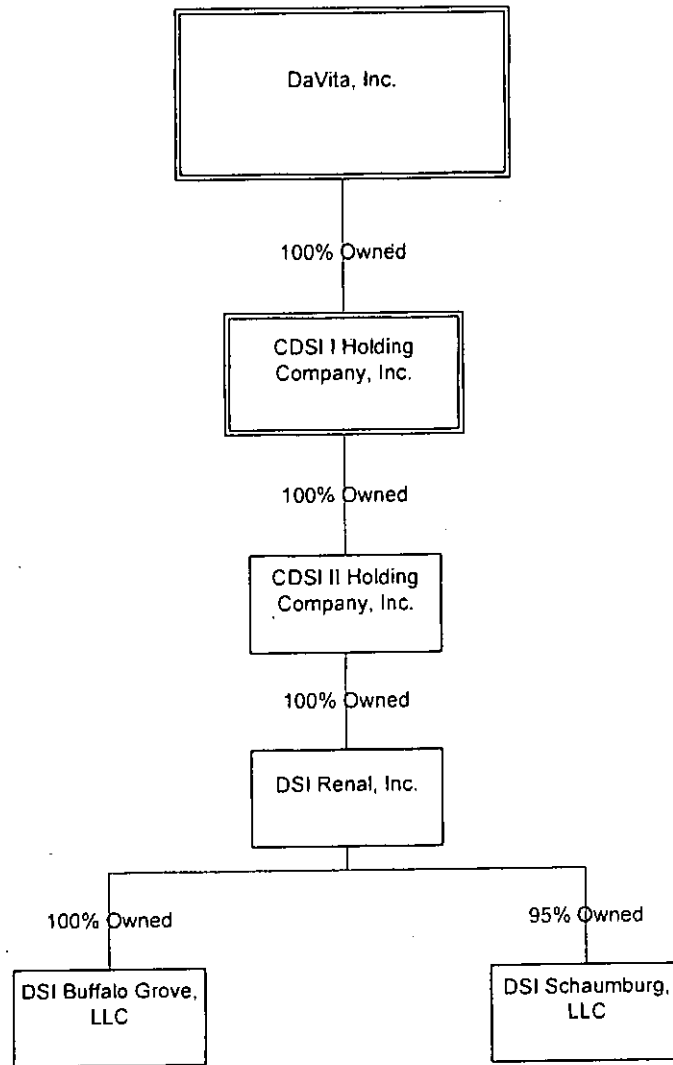 DaVita, Inc.
100% Owned
CDSI I Holding
Company, Inc.
100% Owned
CDSI II Holding
Company, Inc.
100% Owned
DSI Renal, Inc.
100% Owned
95% Owned
DSI Buffalo Grove,
LLC
DSI Schaumburg,
LLC